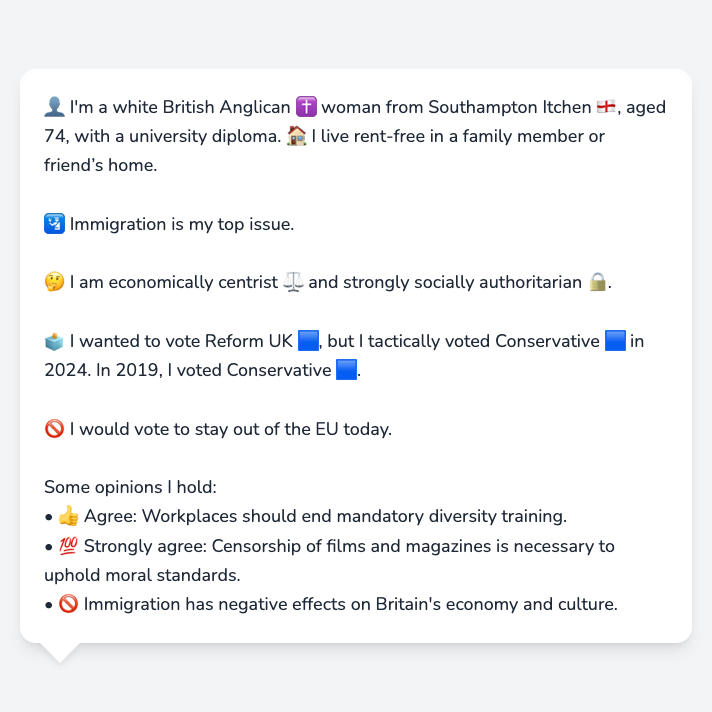 👤 I'm a white British Anglican ✝️ woman from Southampton Itchen 🏴󠁧󠁢󠁥󠁮󠁧󠁿, aged
74, with a university diploma. 🏠 I live rent-free in a family member or
friend’s home.
🛂 Immigration is my top issue.
🤔 I am economically centrist ⚖️ and strongly socially authoritarian 🔒.
🗳️ I wanted to vote Reform UK 🟦, but I tactically voted Conservative 🟦 in
2024. In 2019, I voted Conservative 🟦.
🚫 I would vote to stay out of the EU today.
Some opinions I hold:
• 👍 Agree: Workplaces should end mandatory diversity training.
• 💯 Strongly agree: Censorship of films and magazines is necessary to
uphold moral standards.
• 🚫 Immigration has negative effects on Britain's economy and culture.